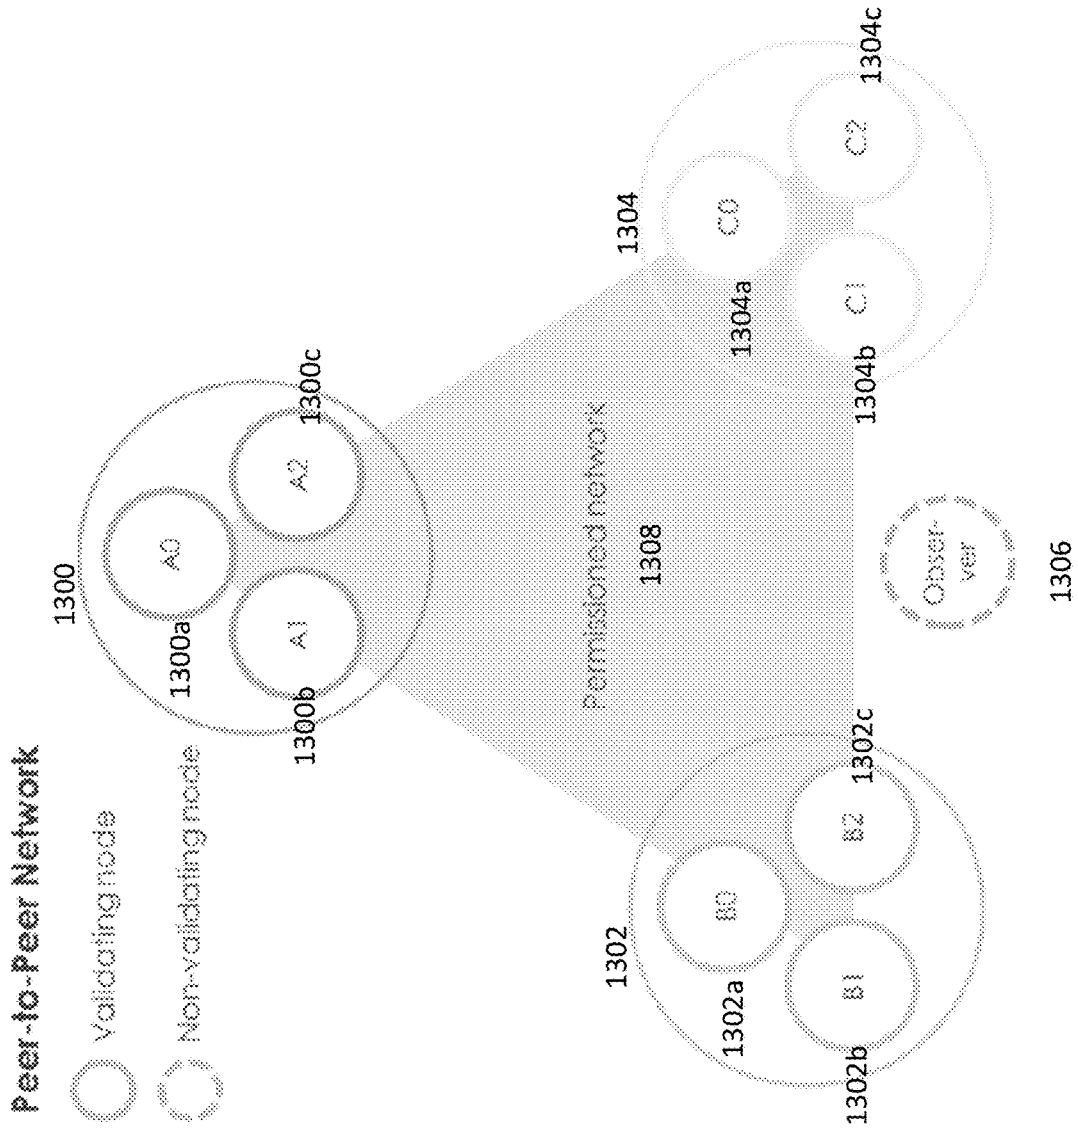 Peer-to-Peer Network
Validating node
Non-validating node
1300
1300a
A0
1300b
A1
A2
1300c
Permissioned network
1308
1302
1302a
B0
1302b
B1
B2
1302c
1304
1304a
C0
1304b
C1
C2
1304c
Obser-
ver
1306